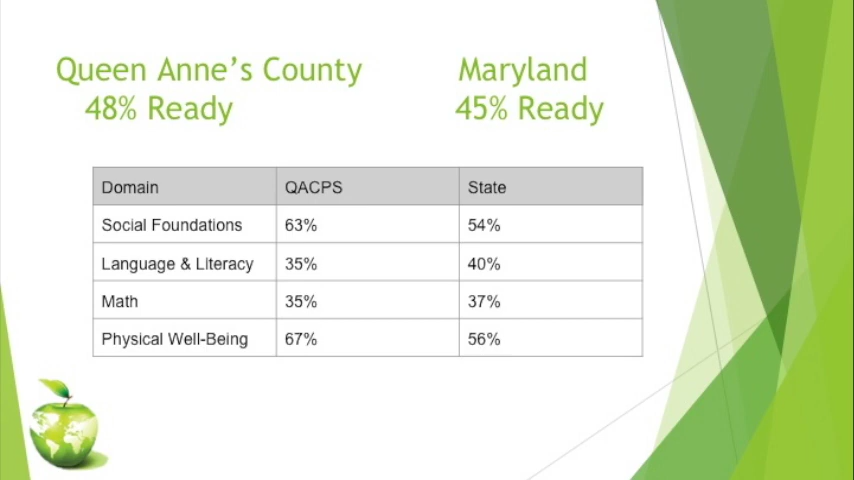 Queen Anne's County Maryland
48% Ready 45% Ready
Domain QACPS State
Social Foundations 63% 54%
Language & Literacy 35% 40%
Math 35% 37%
Physical Well-Being 67% 56%